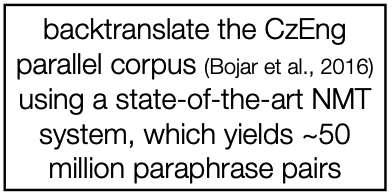 backtranslate the CzEng
parallel corpus (Bojar et al., 2016)
using a state-of-the-art NMT
system, which yields ~50
million paraphrase pairs